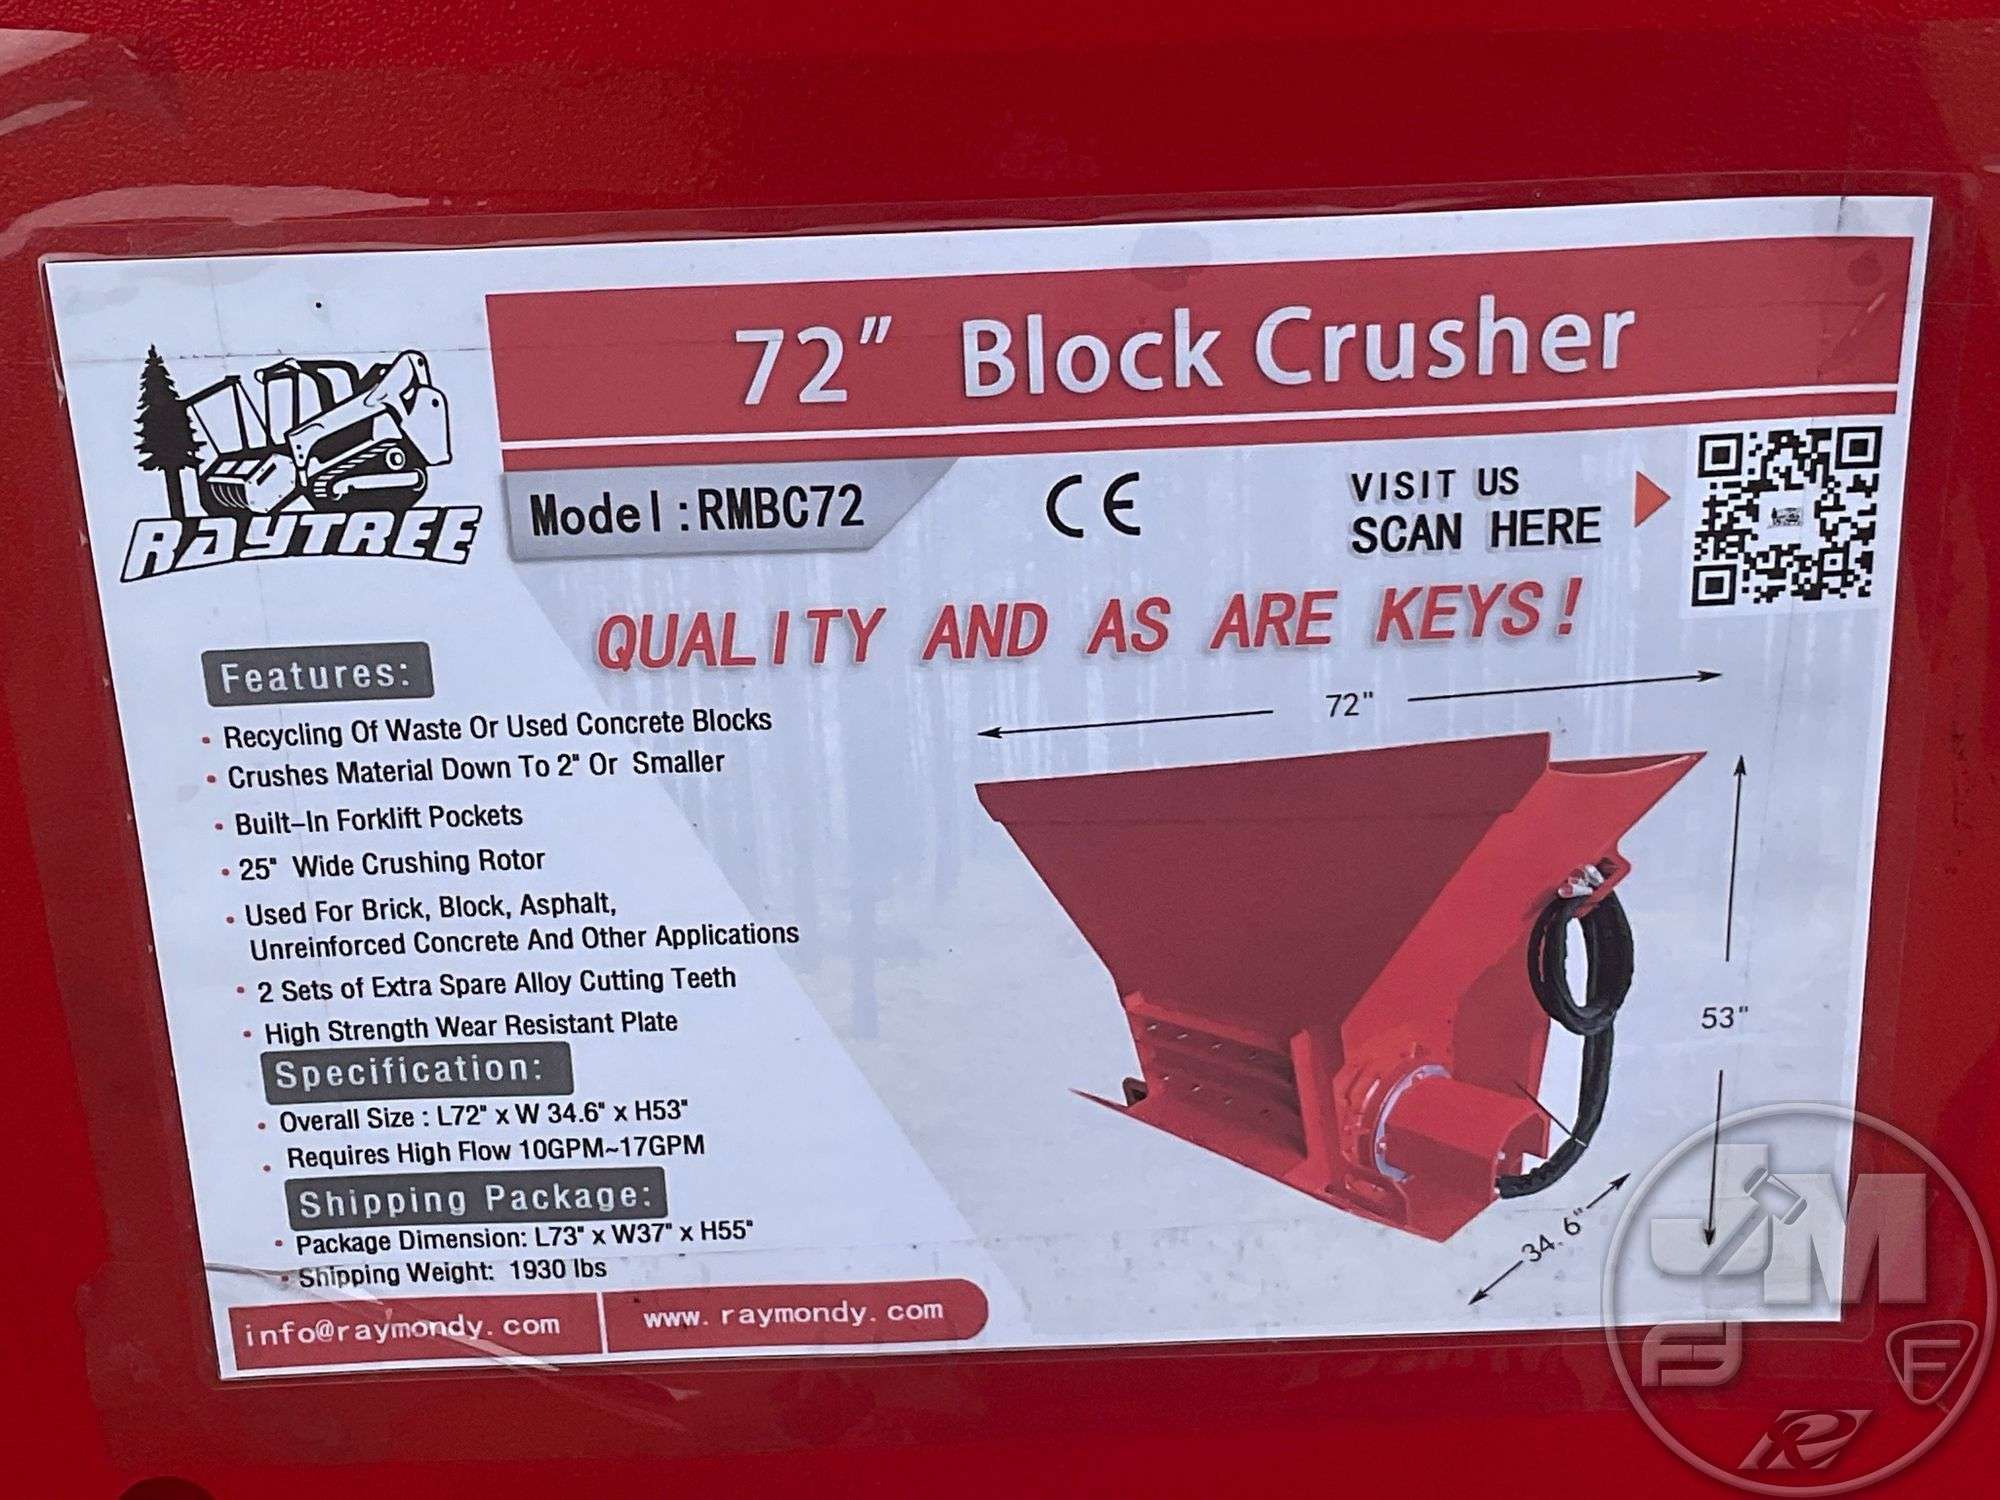 72" Block Crusher
RAYTREE
Model:RMBC72
CE
VISIT US
SCAN HERE
QUALITY AND AS ARE KEYS!
Features:
• Recycling Of Waste Or Used Concrete Blocks
• Crushes Material Down To 2" Or Smaller
• Built-In Forklift Pockets
• 25" Wide Crushing Rotor
• Used For Brick, Block, Asphalt,
Unreinforced Concrete And Other Applications
• 2 Sets of Extra Spare Alloy Cutting Teeth
• High Strength Wear Resistant Plate
Specification:
• Overall Size : L72" x W 34.6" x H53"
• Requires High Flow 10GPM~17GPM
Shipping Package:
• Package Dimension: L73" x W37" x H55"
• Shipping Weight: 1930 lbs
info@raymondy.com
www.raymondy.com
72"
53"
34.6"
JM
F
R